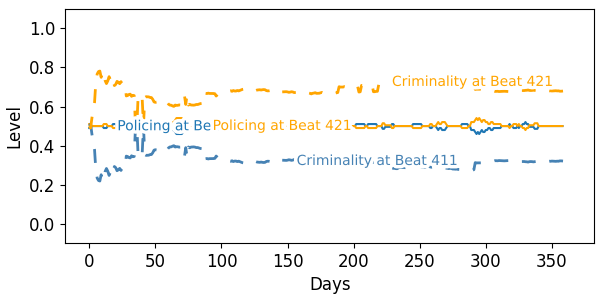 1.0
0.8
0.6
0.4
0.2
0.0
Level
Criminality at Beat 421
Policing at Be
Policing at Beat 421
Criminality at Beat 411
0 50 100 150 200 250 300 350
Days